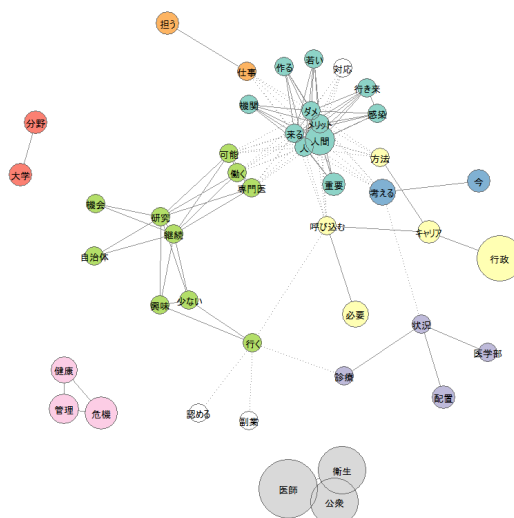 担う
仕事
作る
若い
対応
行き来
機関
ダメ
感染
メリット
来る
人間
人
分野
可能
方法
大学
働く
専門医
重要
考える
今
機会
研究
継続
呼び込む
キャリア
自治体
行政
興味
少ない
必要
状況
行く
医学部
健康
診療
配置
管理
危機
認める
副業
衛生
医師
公衆